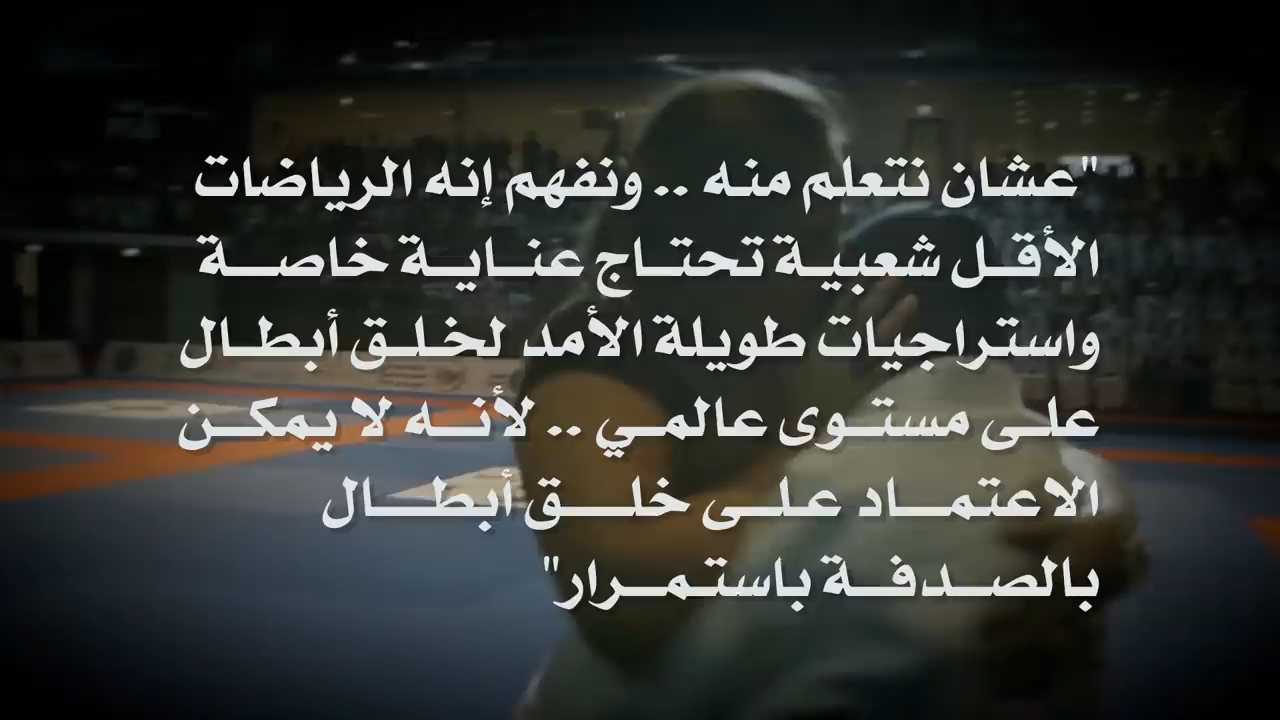 "عشان نتعلم منه .. ونفهم إنه الرياضات
الأقل شعبية تحتاج عناية خاصة
واستراجيات طويلة الأمد لخلق أبطال
على مستوى عالمي .. لأنه لا يمكن
الاعتماد على خلق أبطال
بالصدفة باستمرار"